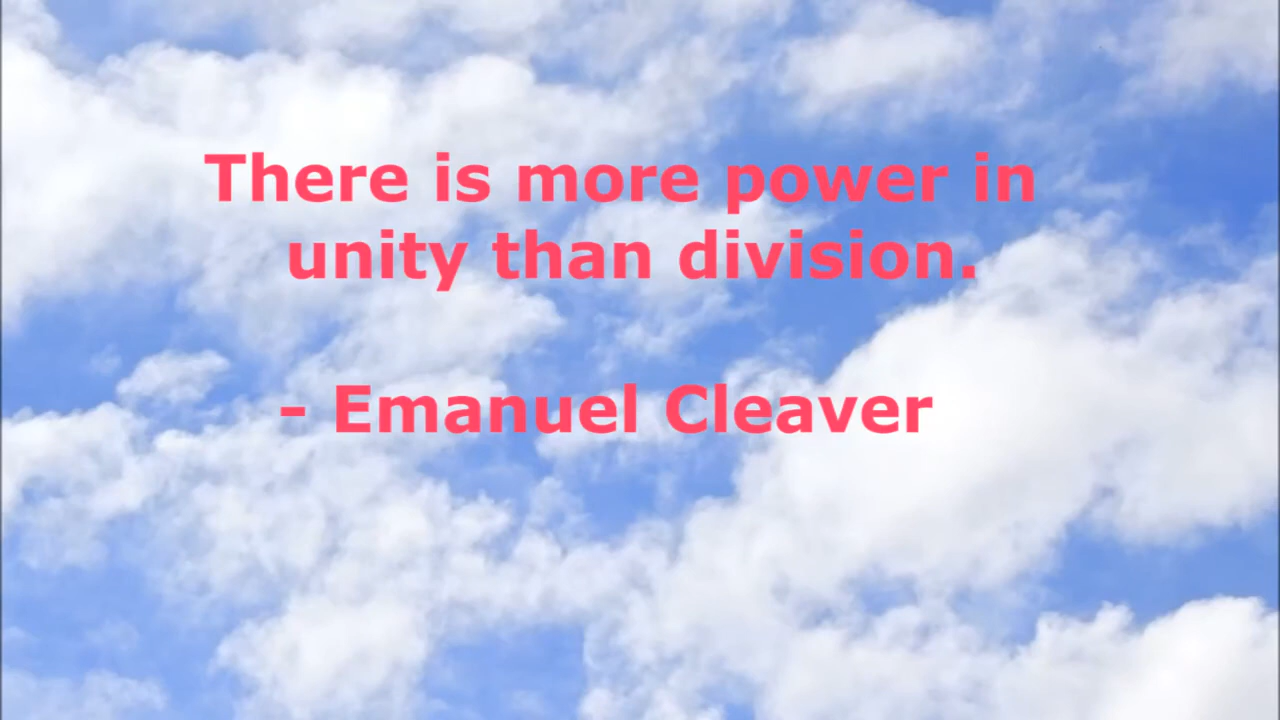 There is more power in
unity than division.
- Emanuel Cleaver